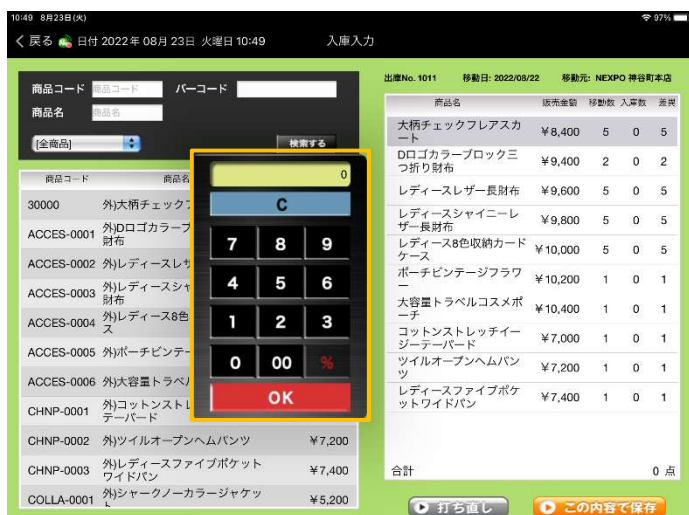 10:49 8月23日(火)
97%
戻る 日付 2022年 08月 23日 火曜日 10:49 入庫入力
商品コード 商品コード バーコード
商品名 商品名
[全商品] 検索する
商品コード 商品名
30000 外)大柄チェックフ
ACCES-0001 外)Dロゴカラーブ
財布
ACCES-0002 外)レディースレザ
ACCES-0003 外)レディースシャ
財布
ACCES-0004 外)レディース8色
ス
ACCES-0005 外)ポーチビンテー
ACCES-0006 外)大容量トラベル
CHNP-0001 外)コットンストレ
テーパード
CHNP-0002 外)ツイルオープンヘムパンツ ¥7,200
CHNP-0003 外)レディースファイブポケット
ワイドパン ¥7,400
COLLA-0001 外)シャークノーカラージャケッ
ト ¥5,200
0
C
7 8 9
4 5 6
1 2 3
0 00 %
OK
出庫No. 1011 移動日: 2022/08/22 移動元: NEXPO 神谷町本店
商品名 販売金額 移動数 入庫数 差異
大柄チェックフレアスカ
ート ¥8,400 5 0 5
Dロゴカラーブロック三
つ折り財布 ¥9,400 2 0 2
レディースレザー長財布 ¥9,600 5 0 5
レディースシャイニーレ
ザー長財布 ¥9,800 5 0 5
レディース8色収納カード
ケース ¥10,000 5 0 5
ポーチビンテージフラワ
ー ¥10,200 1 0 1
大容量トラベルコスメポ
ーチ ¥10,400 1 0 1
コットンストレッチイー
ジーテーパード ¥7,000 1 0 1
ツイルオープンヘムパン
ツ ¥7,200 1 0 1
レディースファイブポケ
ットワイドパン ¥7,400 1 0 1
合計 0 点
打ち直し この内容で保存